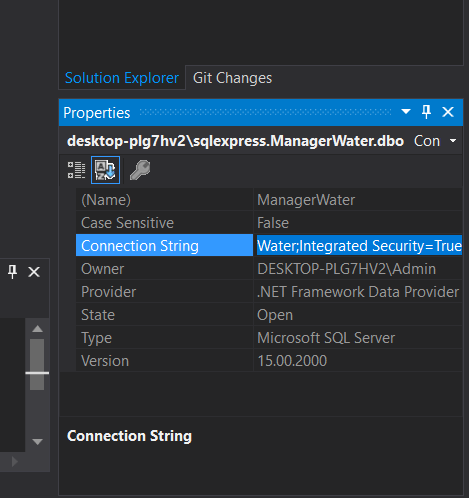 Solution Explorer Git Changes
Properties
desktop-plg7hv2\sqlexpress.ManagerWater.dbo Con
(Name) ManagerWater
Case Sensitive False
Connection String Water;Integrated Security=True
Owner DESKTOP-PLG7HV2\Admin
Provider .NET Framework Data Provider
State Open
Type Microsoft SQL Server
Version 15.00.2000
Connection String